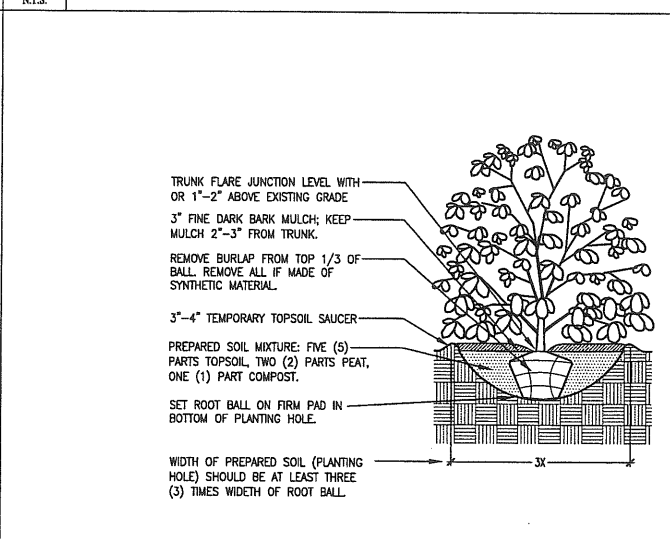 N.T.S.
TRUNK FLARE JUNCTION LEVEL WITH
OR 1"-2" ABOVE EXISTING GRADE
3" FINE DARK BARK MULCH; KEEP
MULCH 2"-3" FROM TRUNK.
REMOVE BURLAP FROM TOP 1/3 OF
BALL. REMOVE ALL IF MADE OF
SYNTHETIC MATERIAL.
3"-4" TEMPORARY TOPSOIL SAUCER
PREPARED SOIL MIXTURE: FIVE (5)
PARTS TOPSOIL, TWO (2) PARTS PEAT,
ONE (1) PART COMPOST.
SET ROOT BALL ON FIRM PAD IN
BOTTOM OF PLANTING HOLE.
WIDTH OF PREPARED SOIL (PLANTING
HOLE) SHOULD BE AT LEAST THREE
(3) TIMES WIDETH OF ROOT BALL.
3X